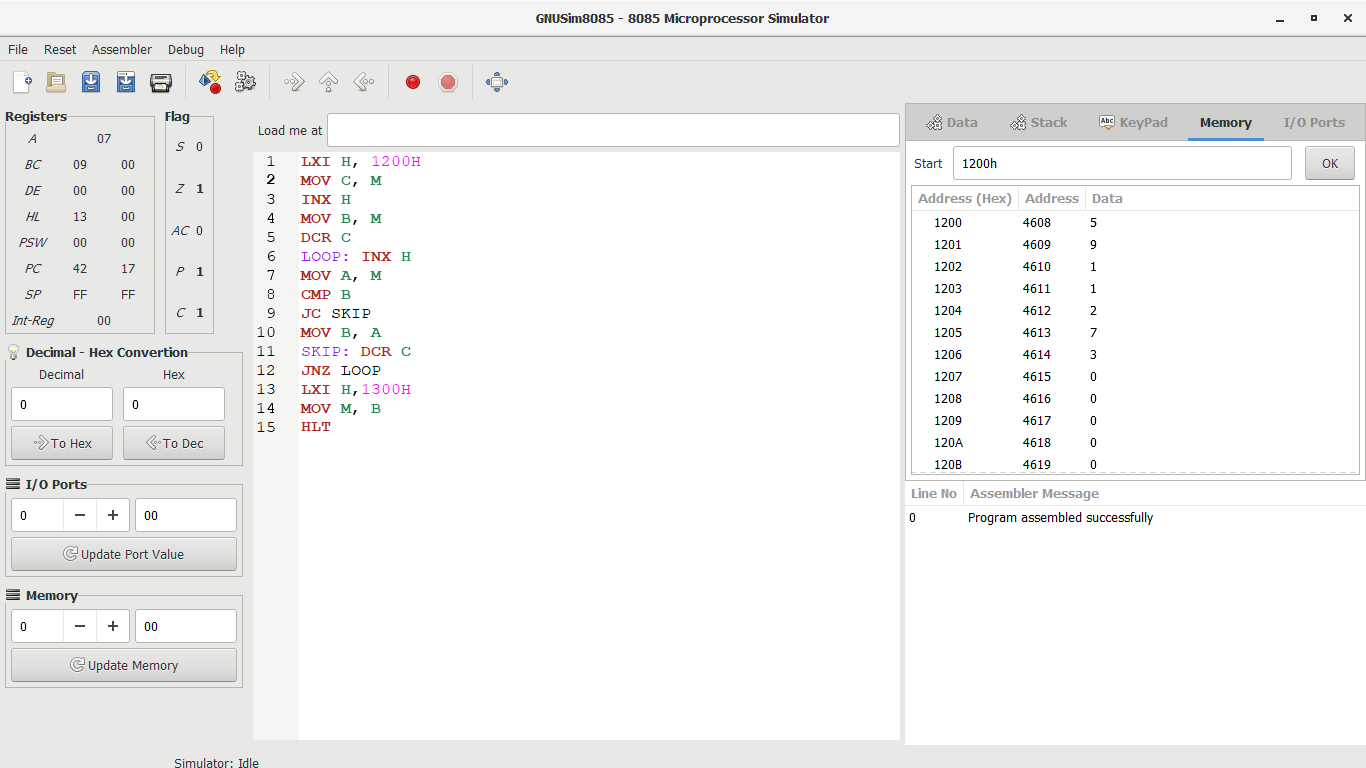 GNUSim8085 - 8085 Microprocessor Simulator
File Reset Assembler Debug Help
Registers
A 07
BC 09 00
DE 00 00
HL 13 00
PSW 00 00
PC 42 17
SP FF FF
Int-Reg 00
Flag
S 0
Z 1
AC 0
P 1
C 1
Decimal - Hex Convertion
Decimal Hex
0 0
To Hex To Dec
I/O Ports
0 − + 00
Update Port Value
Memory
0 − + 00
Update Memory
Load me at
1 LXI H, 1200H
2 MOV C, M
3 INX H
4 MOV B, M
5 DCR C
6 LOOP: INX H
7 MOV A, M
8 CMP B
9 JC SKIP
10 MOV B, A
11 SKIP: DCR C
12 JNZ LOOP
13 LXI H,1300H
14 MOV M, B
15 HLT
Data Stack Abc KeyPad Memory I/O Ports
Start 1200h OK
Address (Hex) Address Data
1200 4608 5
1201 4609 9
1202 4610 1
1203 4611 1
1204 4612 2
1205 4613 7
1206 4614 3
1207 4615 0
1208 4616 0
1209 4617 0
120A 4618 0
120B 4619 0
Line No Assembler Message
0 Program assembled successfully
Simulator: Idle